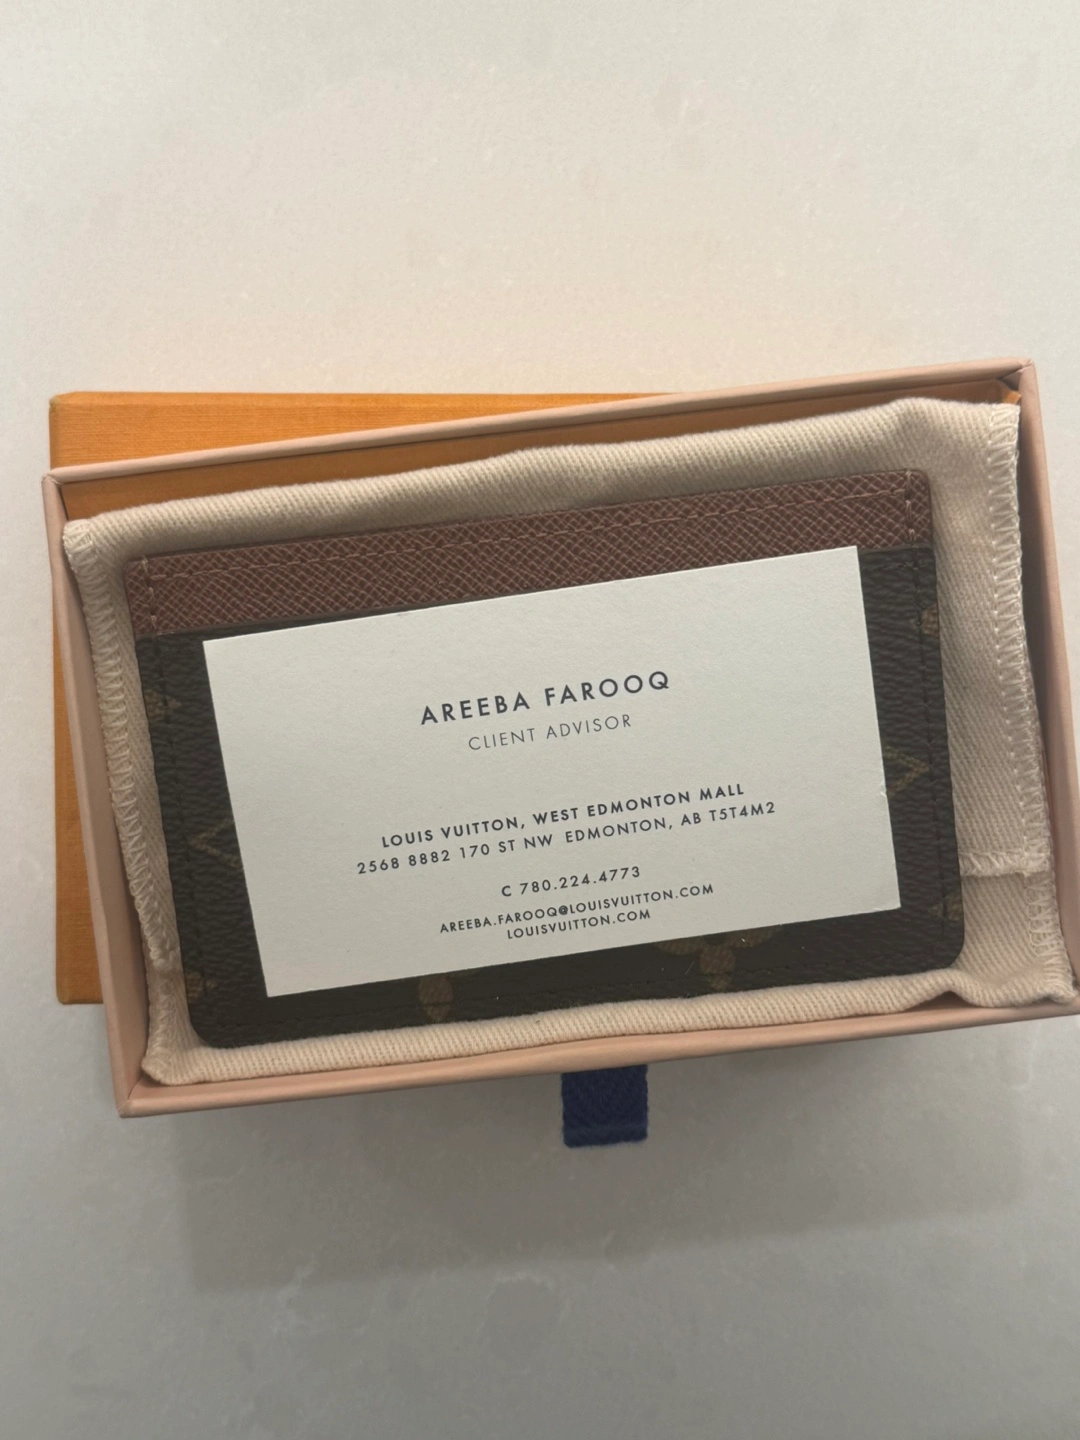 AREEBA FAROOQ
CLIENT ADVISOR
LOUIS VUITTON, WEST EDMONTON MALL
2568 8882 170 ST NW EDMONTON, AB T5T4M2
C 780.224.4773
AREEBA.FAROOQ@LOUISVUITTON.COM
LOUISVUITTON.COM